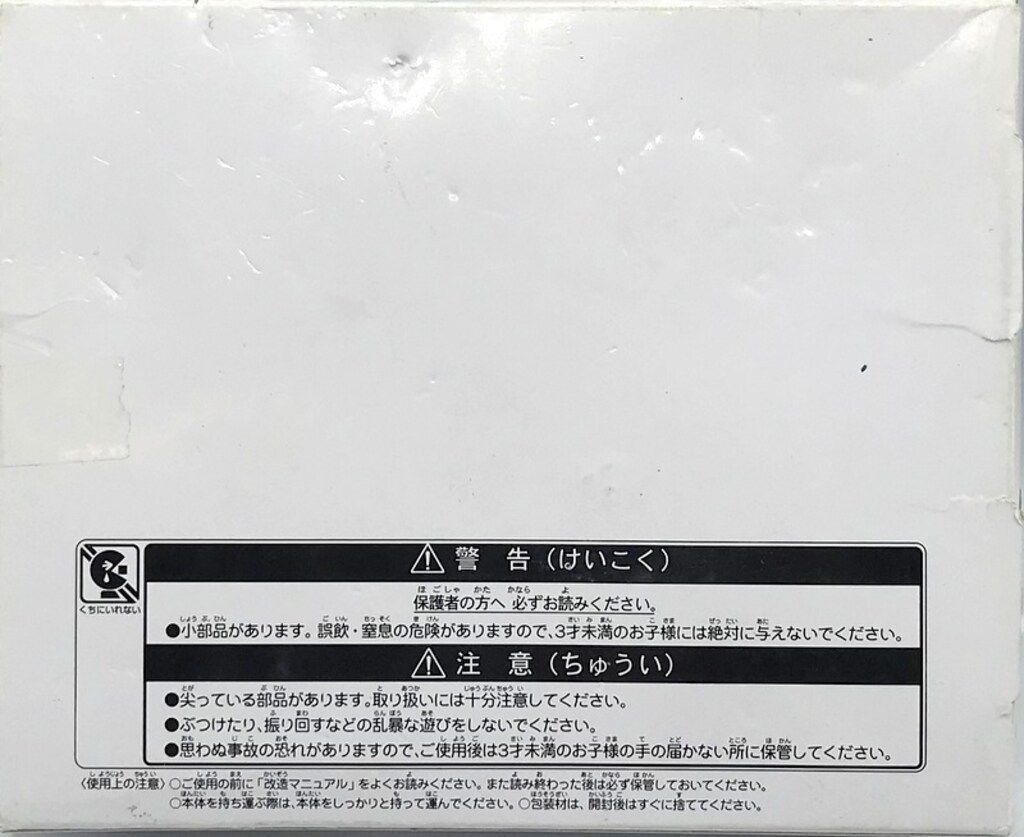 ⚠警 告(けいこく)
くちにいれない
保護者の方へ 必ずお読みください。
●小部品があります。誤飲・窒息の危険がありますので、3才未満のお子様には絶対に与えないでください。
⚠注 意(ちゅうい)
●尖っている部品があります。取り扱いには十分注意してください。
●ぶつけたり、振り回すなどの乱暴な遊びをしないでください。
●思わぬ事故の恐れがありますので、ご使用後は3才未満のお子様の手の届かない所に保管してください。
〈使用上の注意〉○ご使用の前に「改造マニュアル」をよくお読みください。また読み終わった後は必ず保管しておいてください。
○本体を持ち運ぶ際は、本体をしっかりと持って運んでください。○包装材は、開封後はすぐに捨ててください。